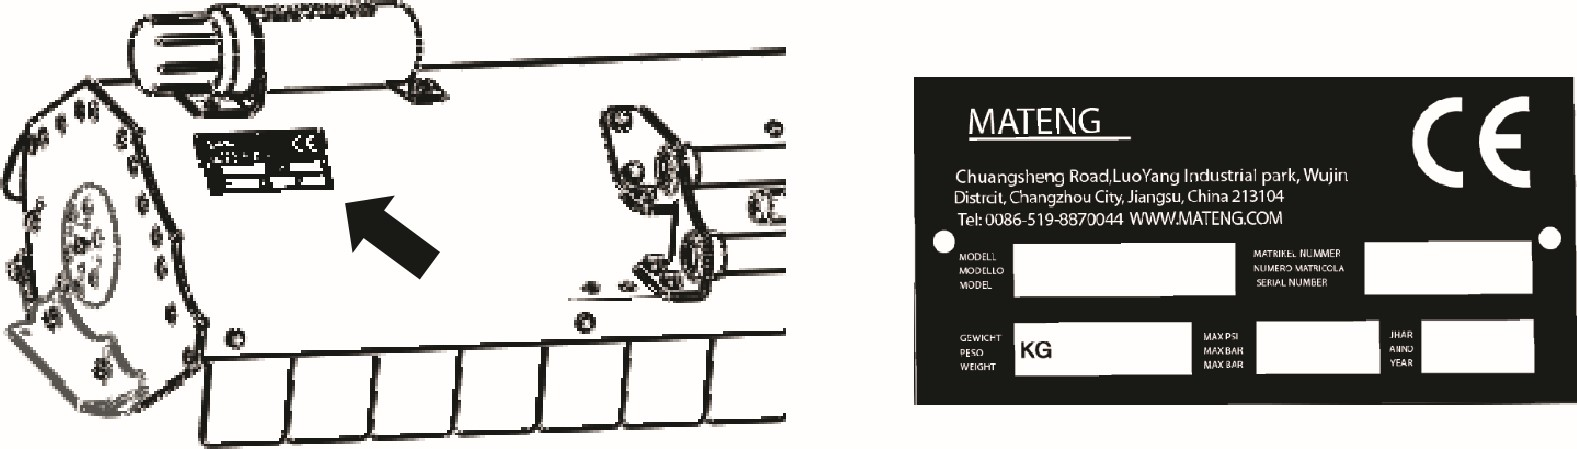 CE
MATENG
CE
Chuangsheng Road,LuoYang Industrial park, Wujin
Distrcit, Changzhou City, Jiangsu, China 213104
Tel: 0086-519-8870044 WWW.MATENG.COM
MODELL
MODELLO
MODEL
MATRIKEL NUMMER
NUMERO MATRICOLA
SERIAL NUMBER
GEWICHT
PESO
WEIGHT
KG
MAX PSI
MAX BAR
MAX BAR
JHAR
ANNO
YEAR